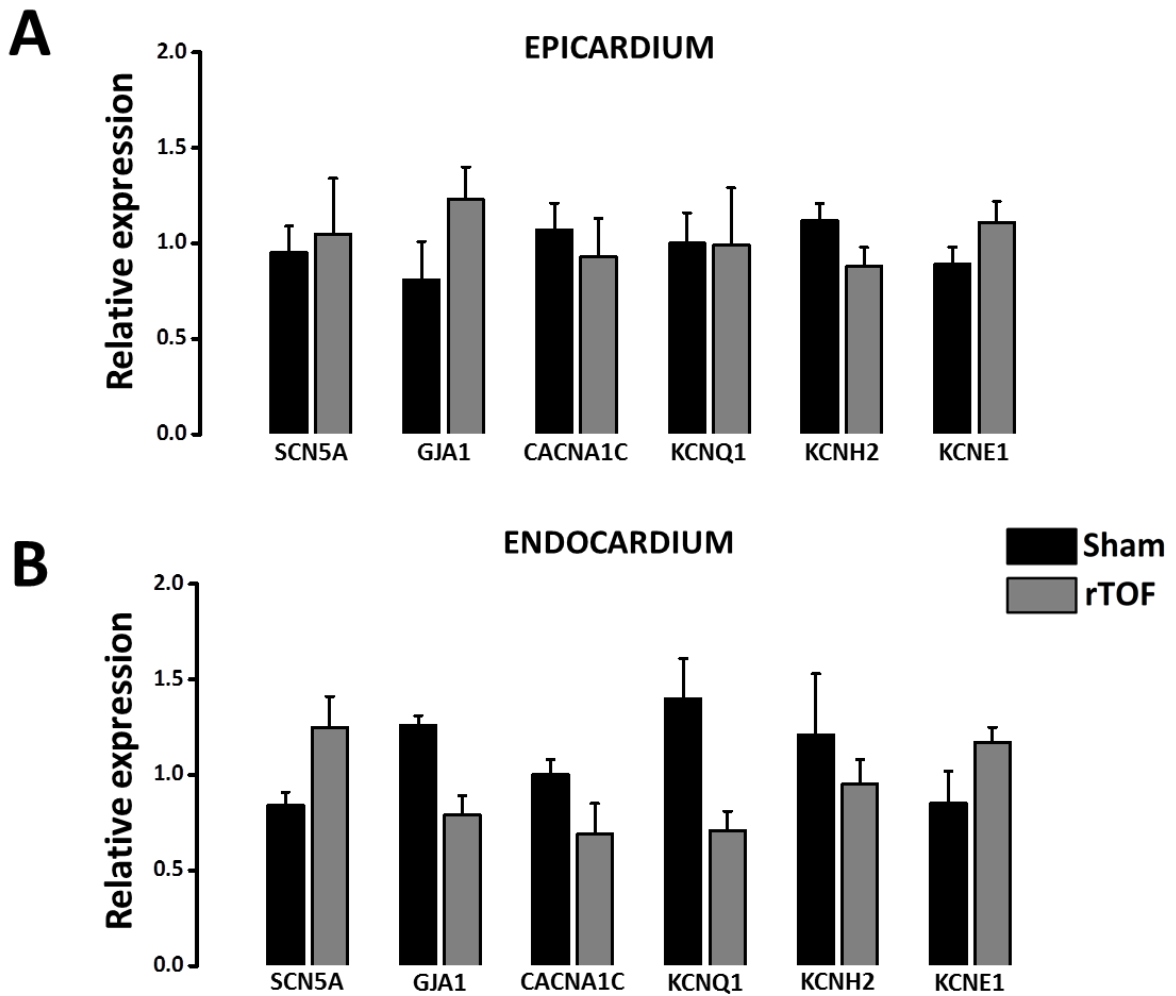 A
EPICARDIUM
Relative expression
2.0
1.5
1.0
0.5
0.0
SCN5A GJA1 CACNA1C KCNQ1 KCNH2 KCNE1
B
ENDOCARDIUM
Sham
rTOF
Relative expression
2.0
1.5
1.0
0.5
0.0
SCN5A GJA1 CACNA1C KCNQ1 KCNH2 KCNE1